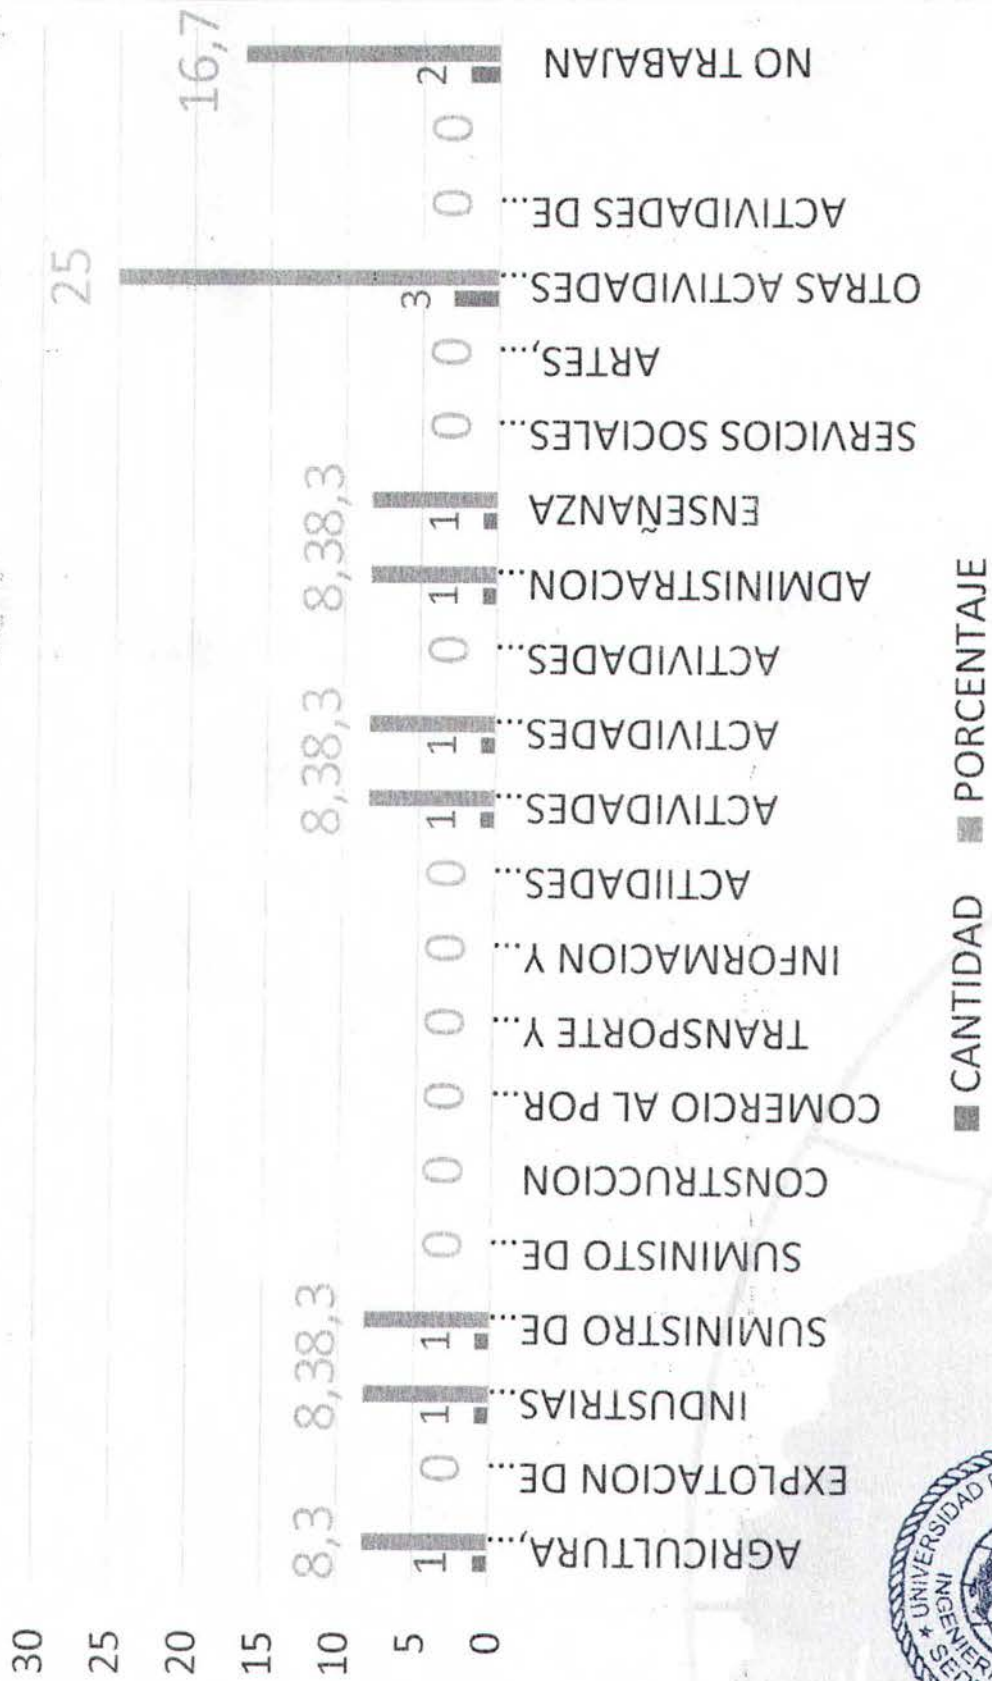 30
25
20
15
10
5
0
8,3
1
0
8,3
1
8,3
1
0
0
0
0
0
0
8,3
1
8,3
1
0
8,3
1
8,3
1
0
0
25
3
0
0
16,7
2
AGRICULTURA,...
EXPLOTACION DE...
INDUSTRIAS...
SUMINISTRO DE...
SUMINISTO DE...
CONSTRUCCION
COMERCIO AL POR...
TRANSPORTE Y...
INFORMACION Y...
ACTIIDADES...
ACTIVIDADES...
ACTIVIDADES...
ACTIVIDADES...
ADMINISTRACION...
ENSEÑANZA
SERVICIOS SOCIALES...
ARTES,...
OTRAS ACTIVIDADES...
ACTIVIDADES DE...
NO TRABAJAN
CANTIDAD
PORCENTAJE
* UNIVERSIDAD